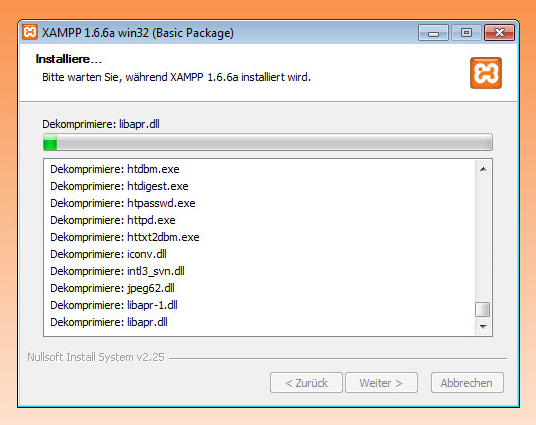 XAMPP 1.6.6a win32 (Basic Package)
Installiere...
Bitte warten Sie, während XAMPP 1.6.6a installiert wird.
Dekomprimiere: libapr.dll
Dekomprimiere: htdbm.exe
Dekomprimiere: htdigest.exe
Dekomprimiere: htpasswd.exe
Dekomprimiere: httpd.exe
Dekomprimiere: httxt2dbm.exe
Dekomprimiere: iconv.dll
Dekomprimiere: intl3_svn.dll
Dekomprimiere: jpeg62.dll
Dekomprimiere: libapr-1.dll
Dekomprimiere: libapr.dll
Nullsoft Install System v2.25
< Zurück Weiter > Abbrechen